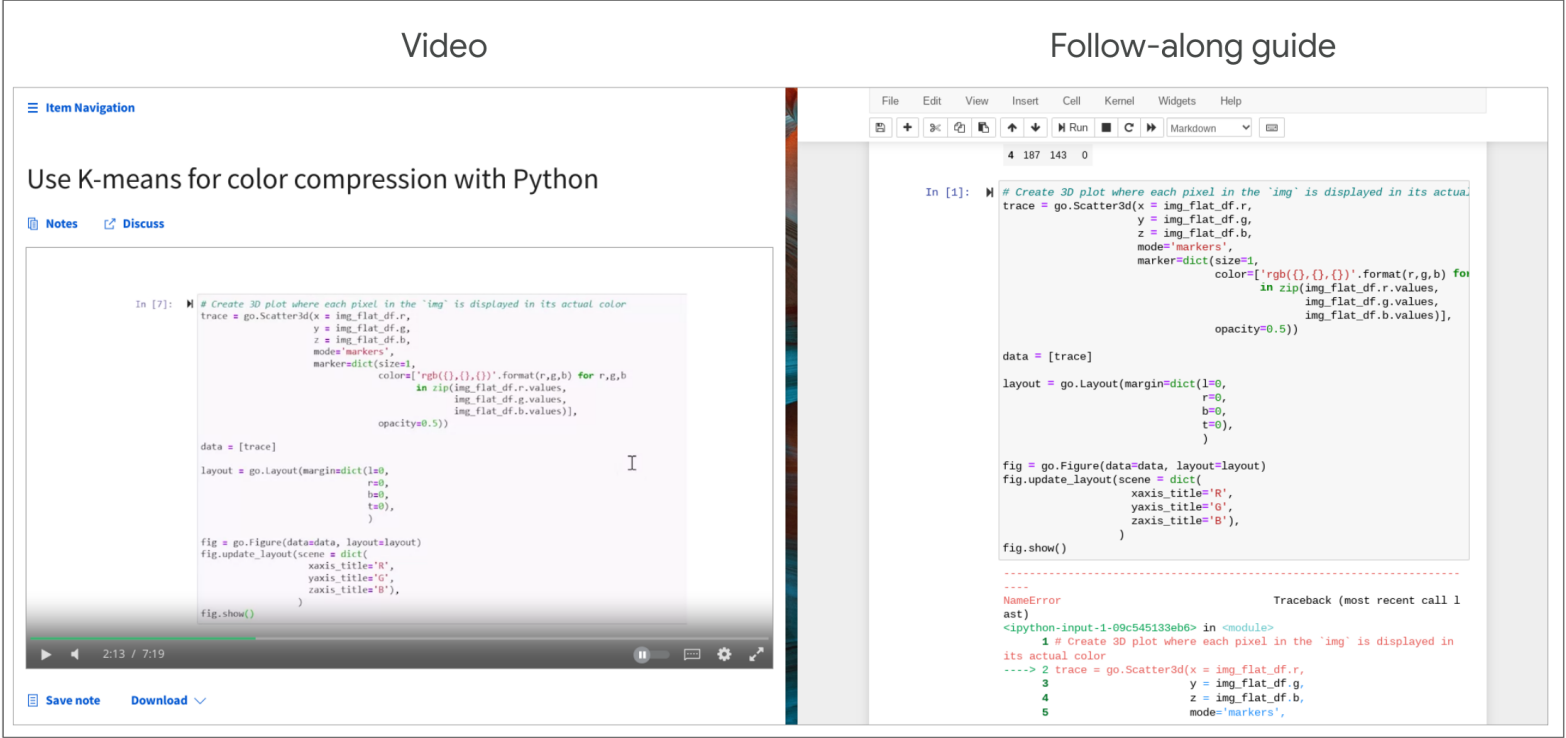 Video
Follow-along guide
Item Navigation
Use K-means for color compression with Python
Notes Discuss
In [7]: # Create 3D plot where each pixel in the `img` is displayed in its actual color
trace = go.Scatter3d(x = img_flat_df.r,
y = img_flat_df.g,
z = img_flat_df.b,
mode='markers',
marker=dict(size=1,
color=['rgb({},{},{})'.format(r,g,b) for r,g,b
in zip(img_flat_df.r.values,
img_flat_df.g.values,
img_flat_df.b.values)],
opacity=0.5))
data = [trace]
layout = go.Layout(margin=dict(l=0,
r=0,
b=0,
t=0),
)
fig = go.Figure(data=data, layout=layout)
fig.update_layout(scene = dict(
xaxis_title='R',
yaxis_title='G',
zaxis_title='B'),
)
fig.show()
2:13 / 7:19
Save note Download
File Edit View Insert Cell Kernel Widgets Help
Run Markdown
4 187 143 0
In [1]: # Create 3D plot where each pixel in the `img` is displayed in its actual
trace = go.Scatter3d(x = img_flat_df.r,
y = img_flat_df.g,
z = img_flat_df.b,
mode='markers',
marker=dict(size=1,
color=['rgb({},{},{})'.format(r,g,b) for
in zip(img_flat_df.r.values,
img_flat_df.g.values,
img_flat_df.b.values)],
opacity=0.5))
data = [trace]
layout = go.Layout(margin=dict(l=0,
r=0,
b=0,
t=0),
)
fig = go.Figure(data=data, layout=layout)
fig.update_layout(scene = dict(
xaxis_title='R',
yaxis_title='G',
zaxis_title='B'),
)
fig.show()
---------------------------------------------------------------------------
----
NameError Traceback (most recent call l
ast)
<ipython-input-1-09c545133eb6> in <module>
1 # Create 3D plot where each pixel in the `img` is displayed in
its actual color
----> 2 trace = go.Scatter3d(x = img_flat_df.r,
3 y = img_flat_df.g,
4 z = img_flat_df.b,
5 mode='markers',